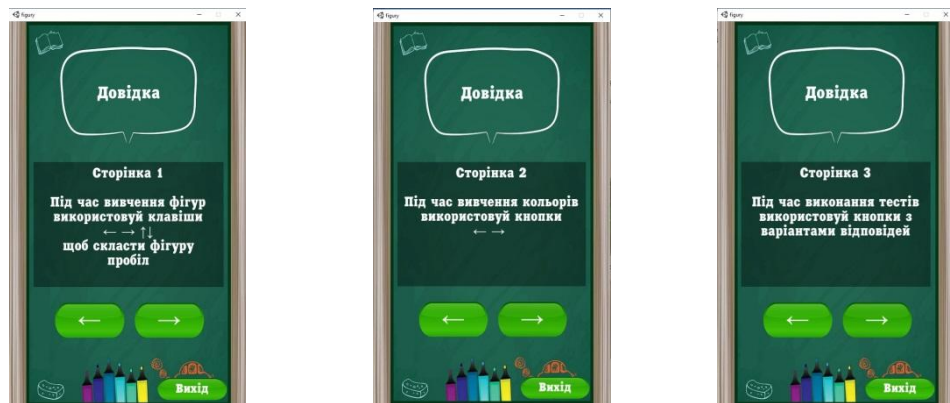 Figury
Довідка
Сторінка 1
Під час вивчення фігур
використовуй клавіши
← → ↑↓
щоб скласти фігуру
пробіл
← →
Вихід
Figury
Довідка
Сторінка 2
Під час вивчення кольорів
використовуй кнопки
← →
← →
Вихід
Figury
Довідка
Сторінка 3
Під час виконання тестів
використовуй кнопки з
варіантами відповідей
← →
Вихід